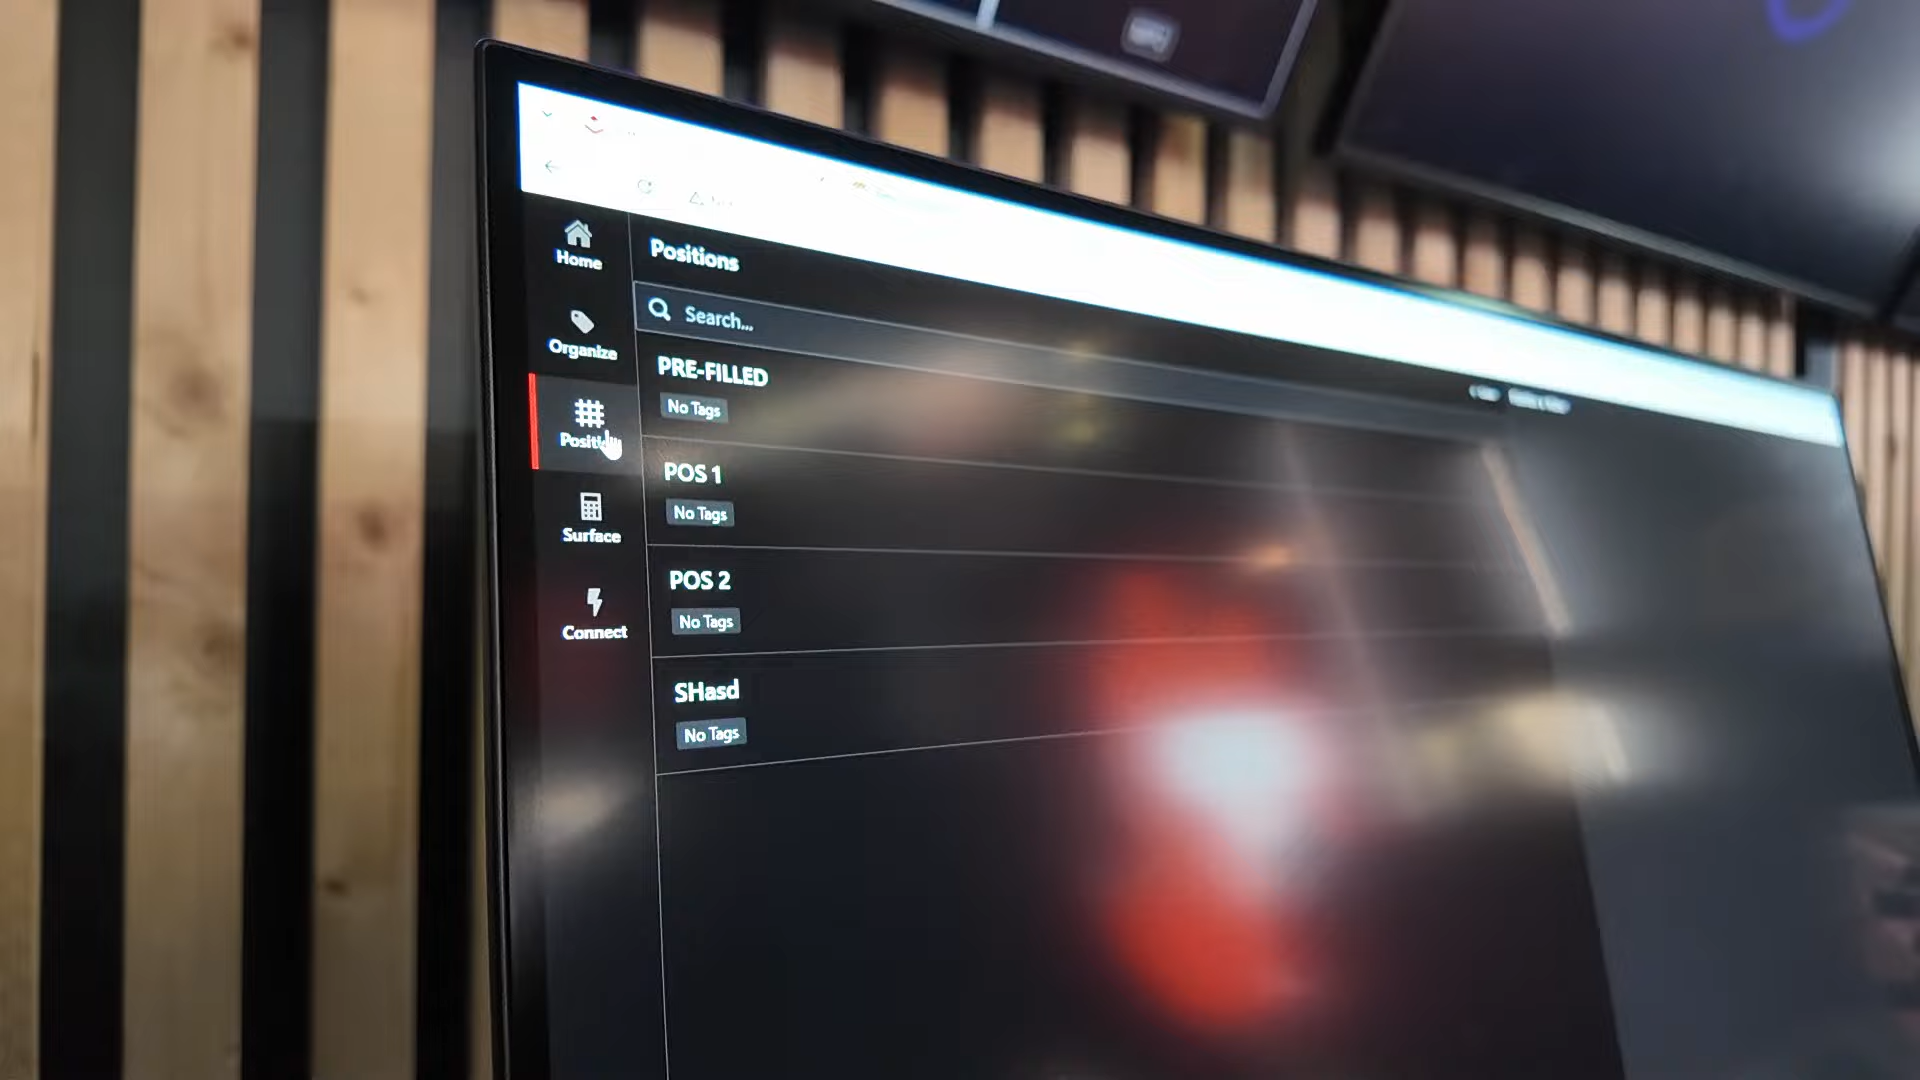 Home
Organize
Surface
Connect
Positions
Search...
PRE-FILLED
No Tags
POS 1
No Tags
POS 2
No Tags
SHasd
No Tags